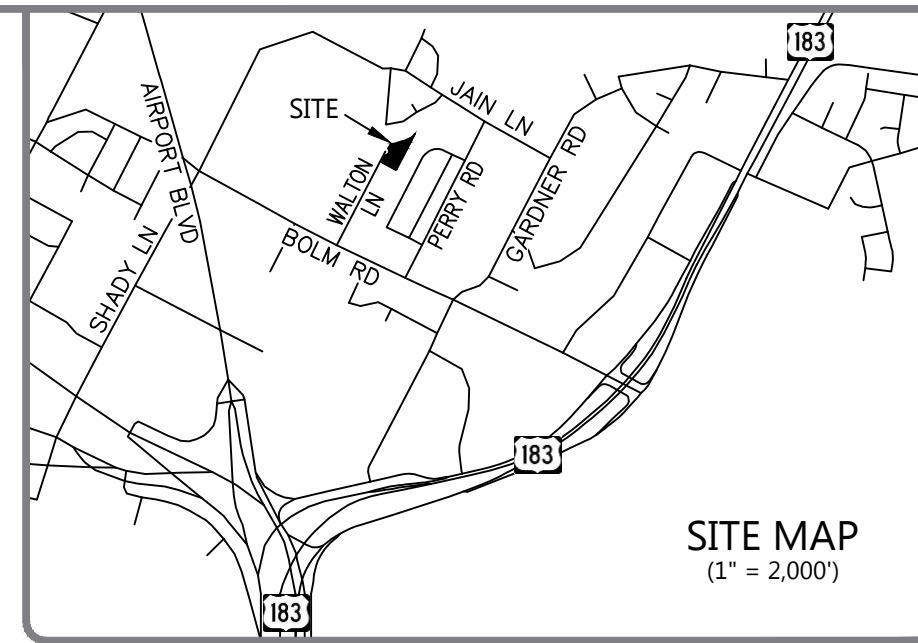 183
AIRPORT BLVD
JAIN LN
SITE
GARDNER RD
WALTON
LN
PERRY RD
SHADY LN
BOLM RD
183
SITE MAP
(1" = 2,000')
183